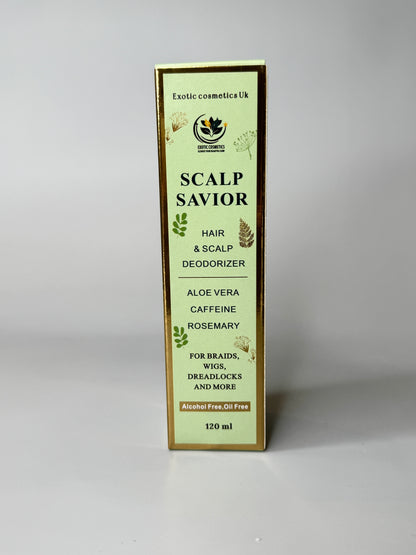 Exotic cosmetics Uk
EXOTIC COSMETICS
SCALP
SAVIOR
HAIR
& SCALP
DEODORIZER
ALOE VERA
CAFFEINE
ROSEMARY
FOR BRAIDS,
WIGS,
DREADLOCKS
AND MORE
Alcohol Free,Oil Free
120 ml